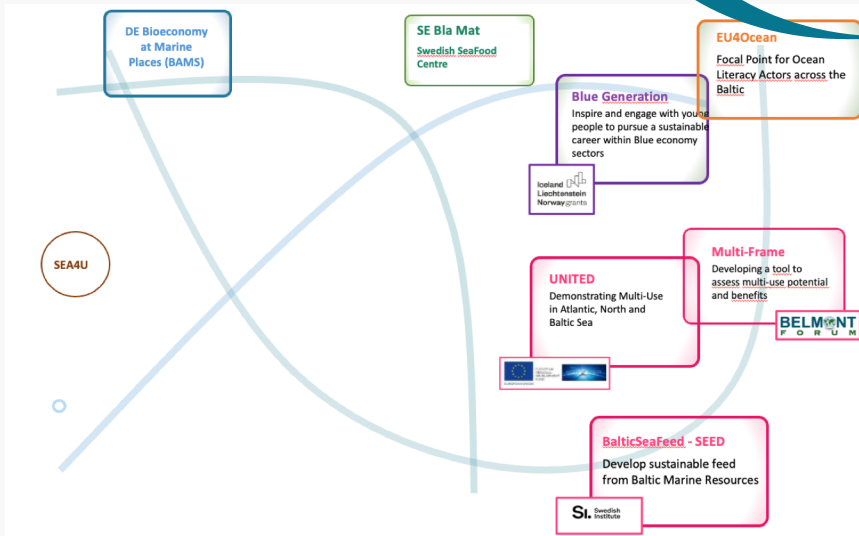 DE Bioeconomy
at Marine
Places (BAMS)
SE Bla Mat
Swedish SeaFood
Centre
EU4Ocean
Focal Point for Ocean
Literacy Actors across the
Baltic
Blue Generation
Inspire and engage with young
people to pursue a sustainable
career within Blue economy
sectors
Iceland
Liechtenstein
Norway grants
SEA4U
UNITED
Demonstrating Multi-Use
in Atlantic, North and
Baltic Sea
Multi-Frame
Developing a tool to
assess multi-use potential
and benefits
BELMONT
FORUM
BalticSeaFeed - SEED
Develop sustainable feed
from Baltic Marine Resources
SI. Swedish
Institute